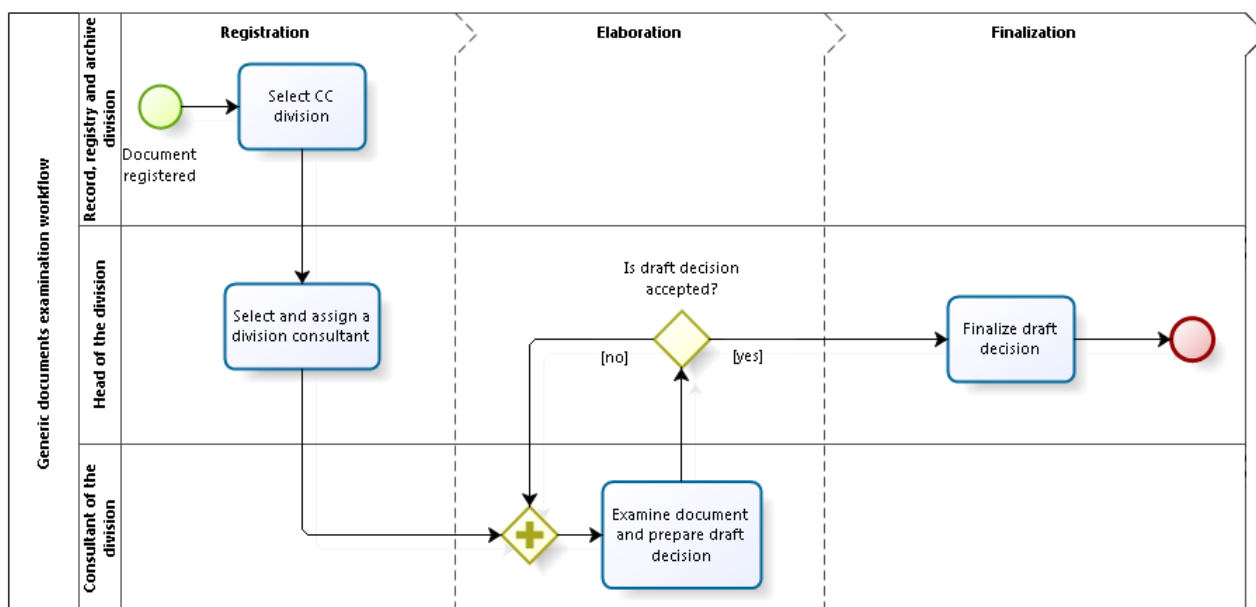 Generic documents examination workflow
Registration
Elaboration
Finalization
Record, registry and archive
division
Document
registered
Select CC
division
Head of the division
Select and assign a
division consultant
Is draft decision
accepted?
[no]
[yes]
Finalize draft
decision
Consultant of the
division
Examine document
and prepare draft
decision